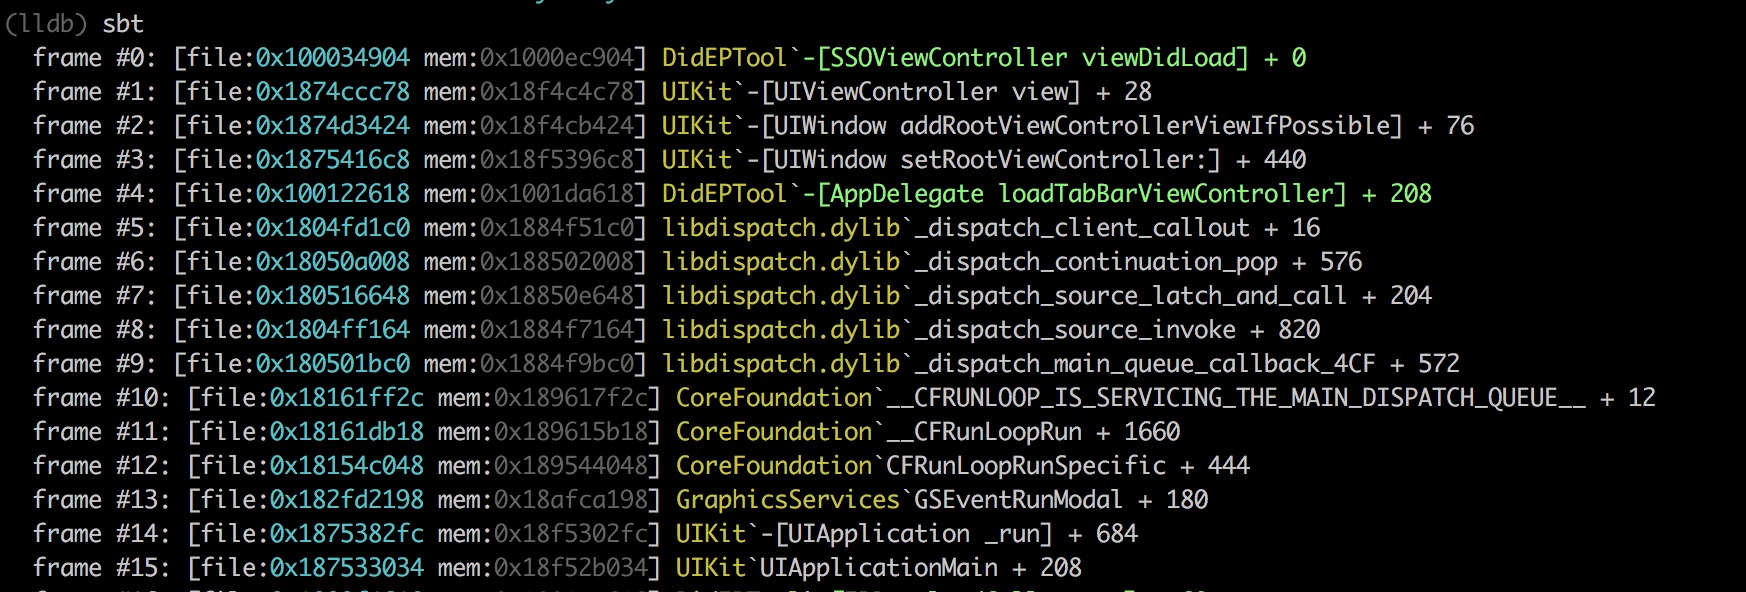 (lldb) sbt
frame #0: [file:0x100034904 mem:0x1000ec904] DidEPTool`-[SSOViewController viewDidLoad] + 0
frame #1: [file:0x1874ccc78 mem:0x18f4c4c78] UIKit`-[UIViewController view] + 28
frame #2: [file:0x1874d3424 mem:0x18f4cb424] UIKit`-[UIWindow addRootViewControllerViewIfPossible] + 76
frame #3: [file:0x1875416c8 mem:0x18f5396c8] UIKit`-[UIWindow setRootViewController:] + 440
frame #4: [file:0x100122618 mem:0x1001da618] DidEPTool`-[AppDelegate loadTabBarViewController] + 208
frame #5: [file:0x1804fd1c0 mem:0x1884f51c0] libdispatch.dylib`_dispatch_client_callout + 16
frame #6: [file:0x18050a008 mem:0x188502008] libdispatch.dylib`_dispatch_continuation_pop + 576
frame #7: [file:0x180516648 mem:0x18850e648] libdispatch.dylib`_dispatch_source_latch_and_call + 204
frame #8: [file:0x1804ff164 mem:0x1884f7164] libdispatch.dylib`_dispatch_source_invoke + 820
frame #9: [file:0x180501bc0 mem:0x1884f9bc0] libdispatch.dylib`_dispatch_main_queue_callback_4CF + 572
frame #10: [file:0x18161ff2c mem:0x189617f2c] CoreFoundation`__CFRUNLOOP_IS_SERVICING_THE_MAIN_DISPATCH_QUEUE__ + 12
frame #11: [file:0x18161db18 mem:0x189615b18] CoreFoundation`__CFRunLoopRun + 1660
frame #12: [file:0x18154c048 mem:0x189544048] CoreFoundation`CFRunLoopRunSpecific + 444
frame #13: [file:0x182fd2198 mem:0x18afca198] GraphicsServices`GSEventRunModal + 180
frame #14: [file:0x1875382fc mem:0x18f5302fc] UIKit`-[UIApplication _run] + 684
frame #15: [file:0x187533034 mem:0x18f52b034] UIKit`UIApplicationMain + 208